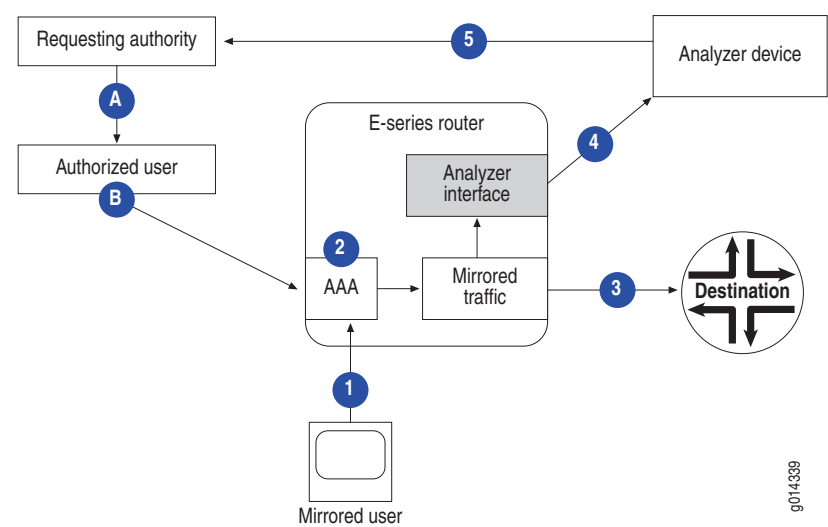 Requesting authority
5
Analyzer device
A
E-series router
4
Authorized user
Analyzer
interface
B
2
AAA
Mirrored
traffic
3
Destination
1
Mirrored user
g014339